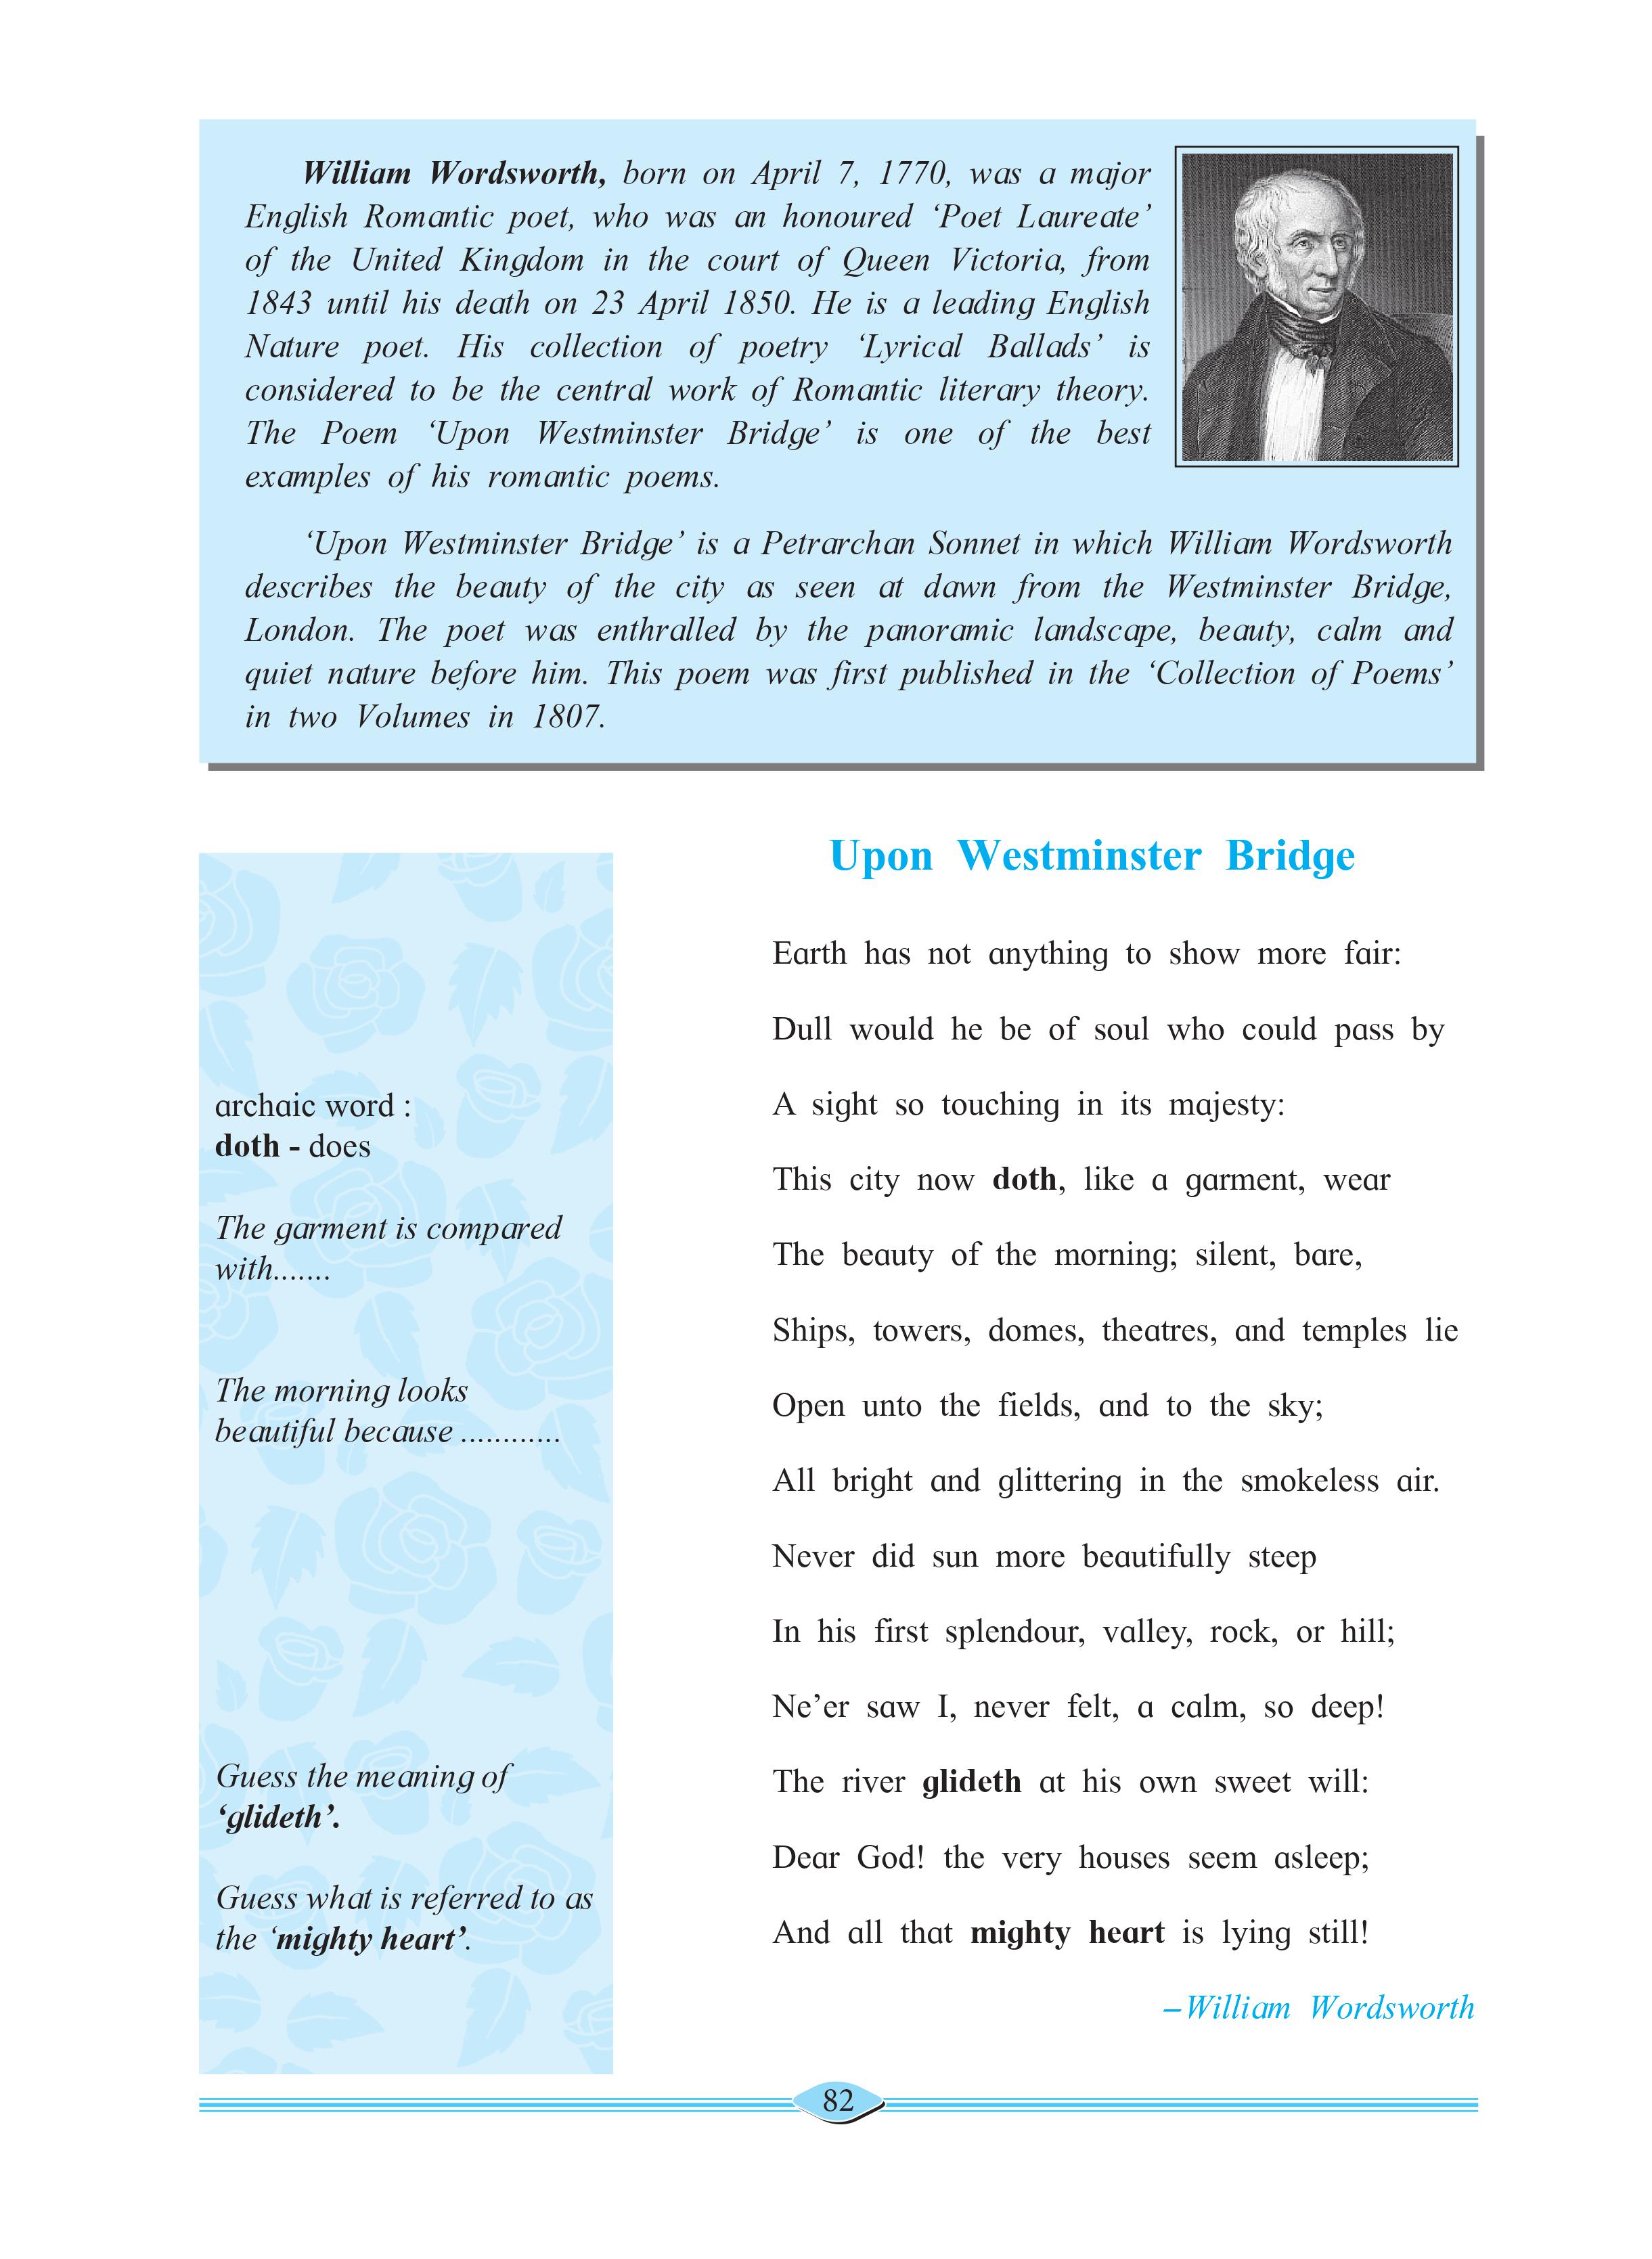 William Wordsworth, born on April 7, 1770, was a major
English Romantic poet, who was an honoured ‘Poet Laureate’
of the United Kingdom in the court of Queen Victoria, from
1843 until his death on 23 April 1850. He is a leading English
Nature poet. His collection of poetry ‘Lyrical Ballads’ is
considered to be the central work of Romantic literary theory.
The Poem ‘Upon Westminster Bridge’ is one of the best
examples of his romantic poems.
‘Upon Westminster Bridge’ is a Petrarchan Sonnet in which William Wordsworth
describes the beauty of the city as seen at dawn from the Westminster Bridge,
London. The poet was enthralled by the panoramic landscape, beauty, calm and
quiet nature before him. This poem was first published in the ‘Collection of Poems’
in two Volumes in 1807.
archaic word :
doth - does
The garment is compared
with.......
The morning looks
beautiful because ............
Guess the meaning of
‘glideth’.
Guess what is referred to as
the ‘mighty heart’.
Upon Westminster Bridge
Earth has not anything to show more fair:
Dull would he be of soul who could pass by
A sight so touching in its majesty:
This city now doth, like a garment, wear
The beauty of the morning; silent, bare,
Ships, towers, domes, theatres, and temples lie
Open unto the fields, and to the sky;
All bright and glittering in the smokeless air.
Never did sun more beautifully steep
In his first splendour, valley, rock, or hill;
Ne’er saw I, never felt, a calm, so deep!
The river glideth at his own sweet will:
Dear God! the very houses seem asleep;
And all that mighty heart is lying still!
–William Wordsworth
82